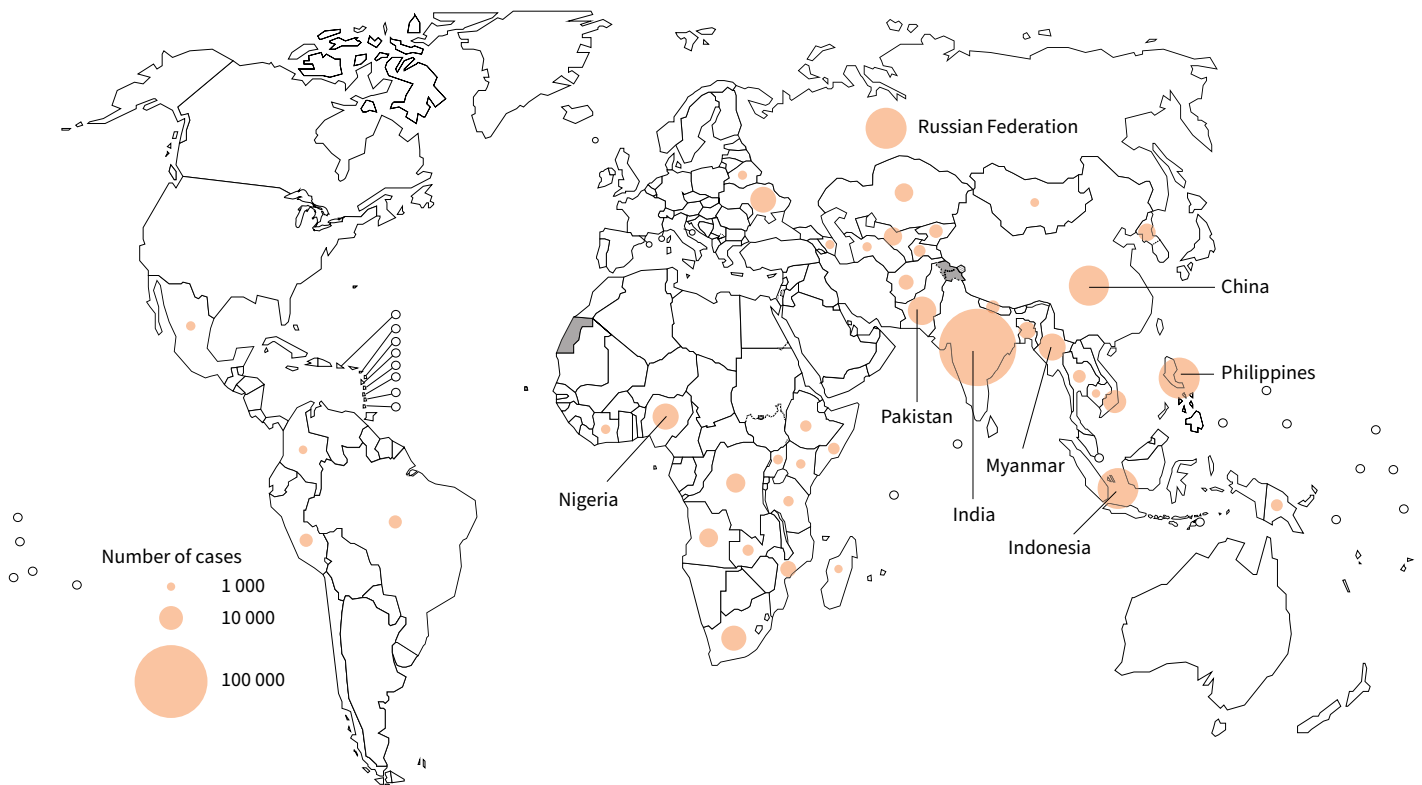 Russian Federation
China
Philippines
Pakistan
Myanmar
Nigeria
India
Indonesia
Number of cases
1 000
10 000
100 000